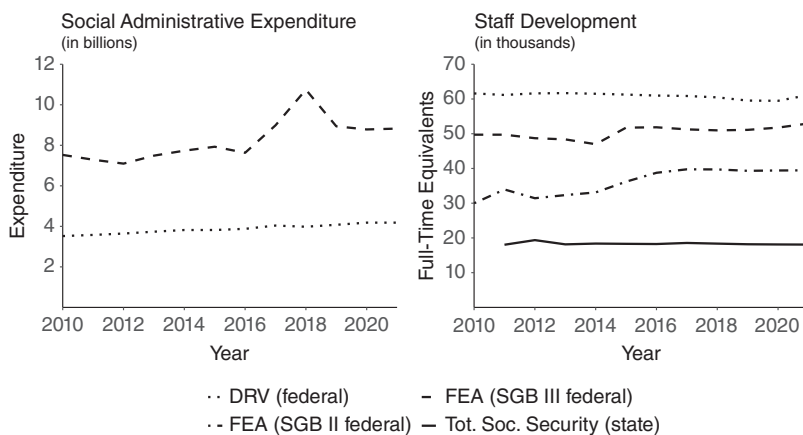 Social Administrative Expenditure
(in billions)
12
10
8
6
4
2
Expenditure
2010 2012 2014 2016 2018 2020
Year
Staff Development
(in thousands)
70
60
50
40
30
20
10
Full-Time Equivalents
2010 2012 2014 2016 2018 2020
Year
DRV (federal) FEA (SGB III federal)
FEA (SGB II federal) Tot. Soc. Security (state)